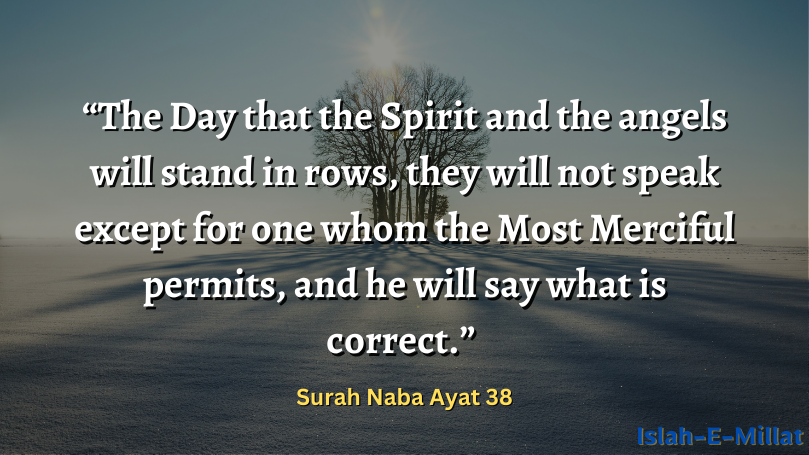 “The Day that the Spirit and the angels
will stand in rows, they will not speak
except for one whom the Most Merciful
permits, and he will say what is
correct.”
Surah Naba Ayat 38
Islah-E-Millat